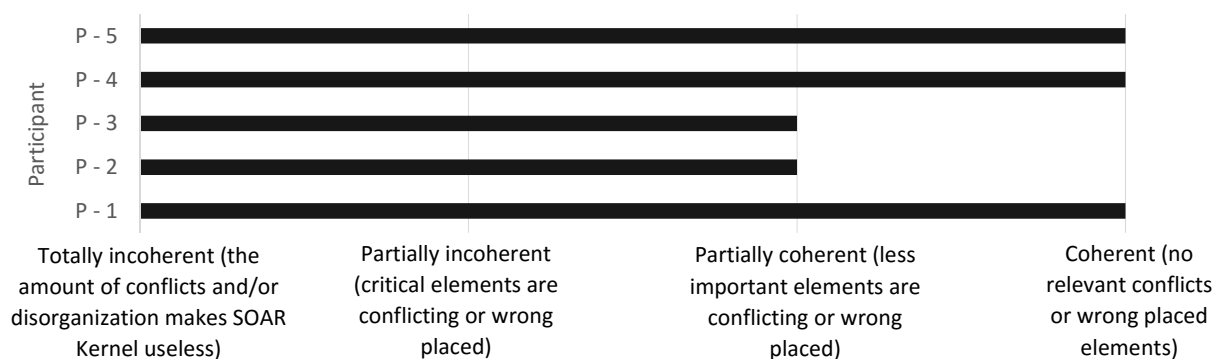 P - 5
P - 4
P - 3
P - 2
P - 1
Participant
Totally incoherent (the
amount of conflicts and/or
disorganization makes SOAR
Kernel useless)
Partially incoherent
(critical elements are
conflicting or wrong
placed)
Partially coherent (less
important elements are
conflicting or wrong
placed)
Coherent (no
relevant conflicts
or wrong placed
elements)